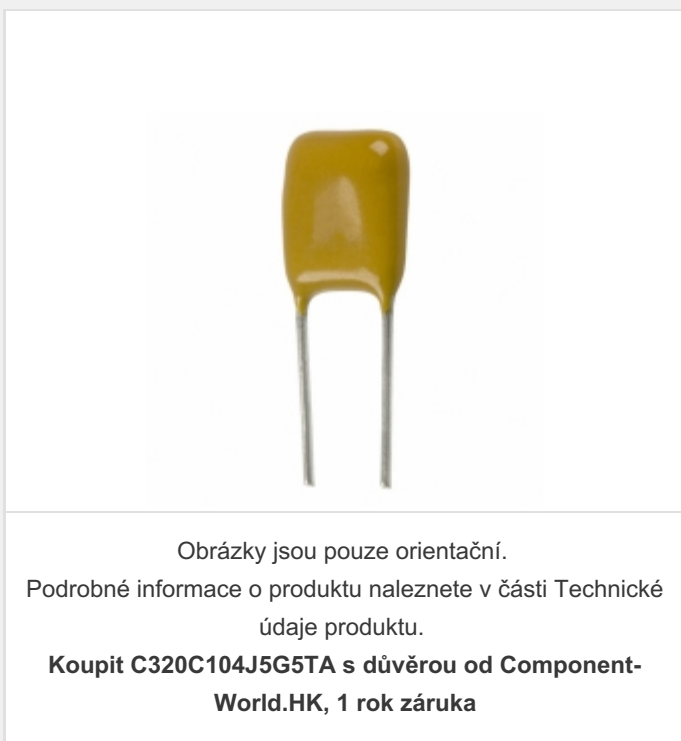 Obrázky jsou pouze orientační.
Podrobné informace o produktu naleznete v části Technické
údaje produktu.
Koupit C320C104J5G5TA s důvěrou od Component-
World.HK, 1 rok záruka